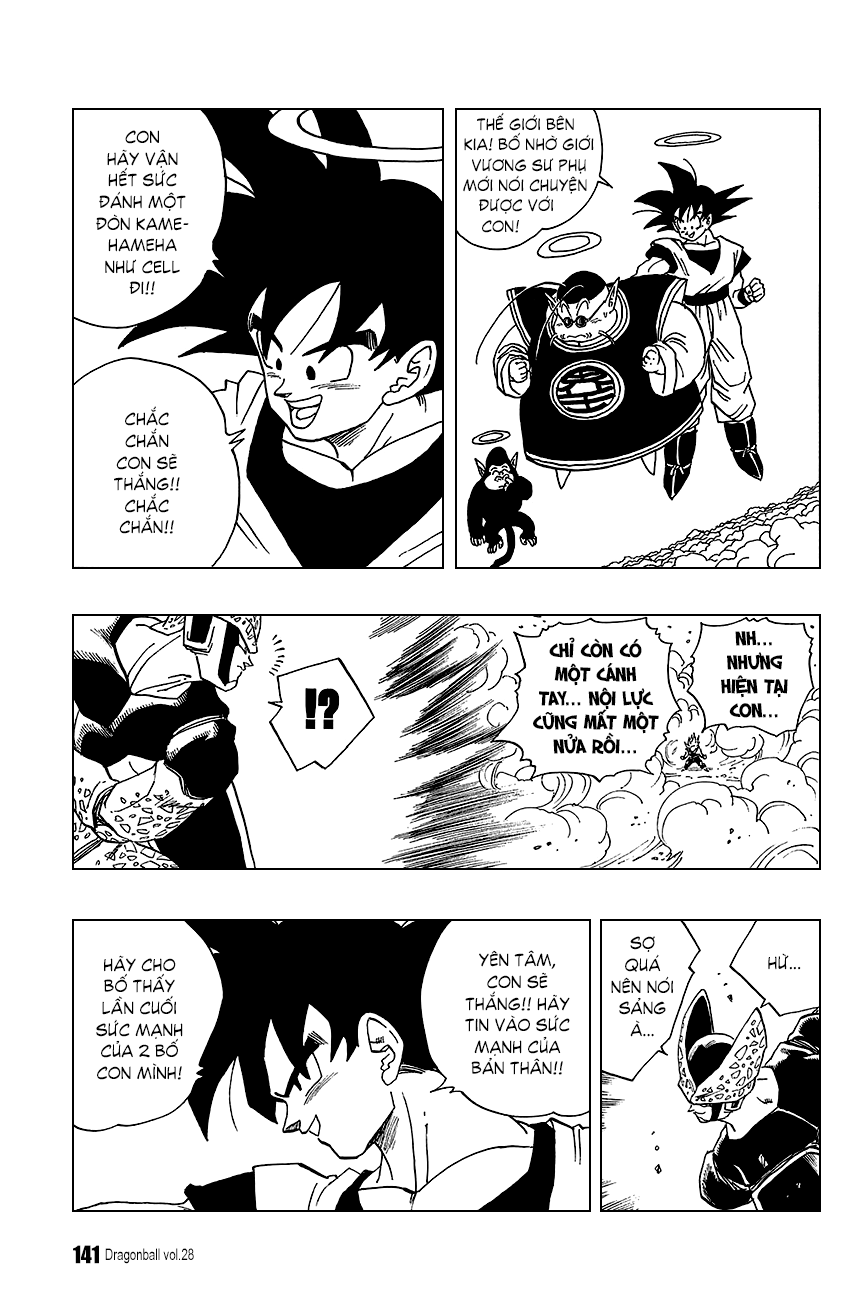 THẾ GIỚI BÊN
KIA! BỐ NHỜ GIỚI
VƯƠNG SƯ PHỤ
MỚI NÓI CHUYỆN
ĐƯỢC VỚI
CON!
CON
HÃY VẬN
HẾT SỨC
ĐÁNH MỘT
ĐÒN KAME-
HAMEHA
NHƯ CELL
ĐI!!
CHẮC
CHẮN
CON SẼ
THẮNG!!
CHẮC
CHẮN!!
NH...
NHƯNG
HIỆN TẠI
CON...
CHỈ CÒN CÓ
MỘT CÁNH
TAY... NỘI LỰC
CŨNG MẤT MỘT
NỬA RỒI...
!?
HỪ...
SỢ
QUÁ
NÊN NÓI
SẢNG
À...
YÊN TÂM,
CON SẼ
THẮNG!! HÃY
TIN VÀO SỨC
MẠNH CỦA
BẢN THÂN!!
HÃY CHO
BỐ THẤY
LẦN CUỐI
SỨC MẠNH
CỦA 2 BỐ
CON MÌNH!
141 Dragonball vol.28